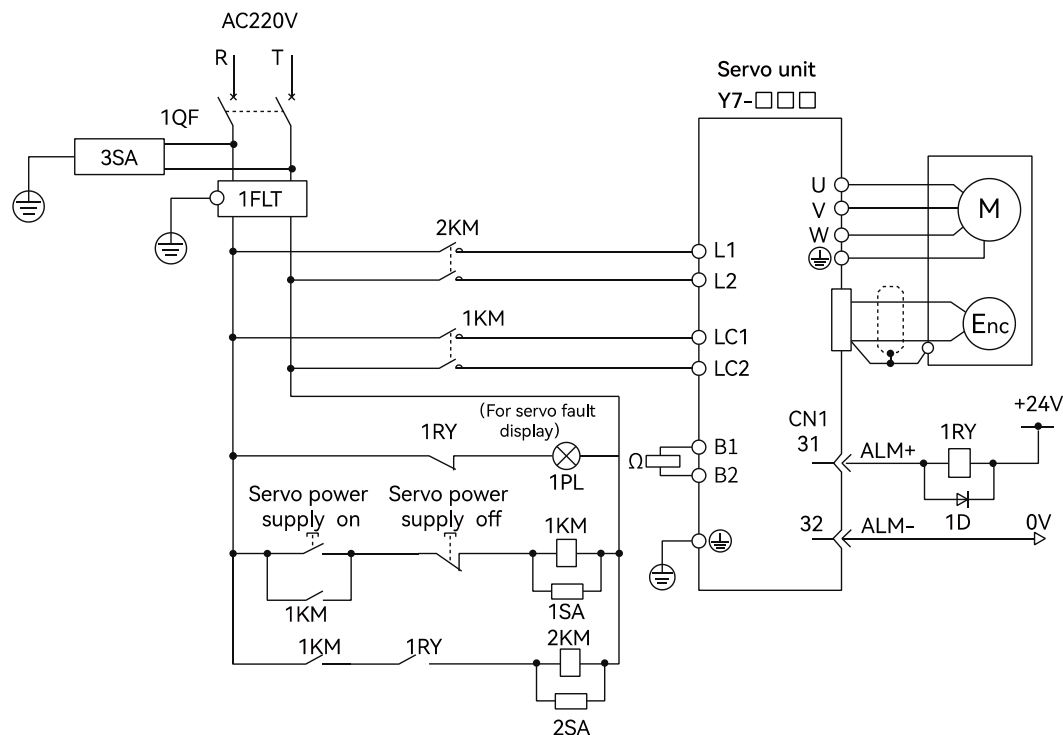 AC220V
R
T
1QF
3SA
1FLT
Servo unit
Y7-□□□
U
V
W
M
2KM
L1
L2
1KM
LC1
LC2
Enc
(For servo fault
display)
1RY
1PL
Ω
B1
B2
CN1
31
ALM+
1RY
+24V
1D
32
ALM-
0V
Servo power
supply on
Servo power
supply off
1KM
1KM
1SA
1KM
1RY
2KM
2SA